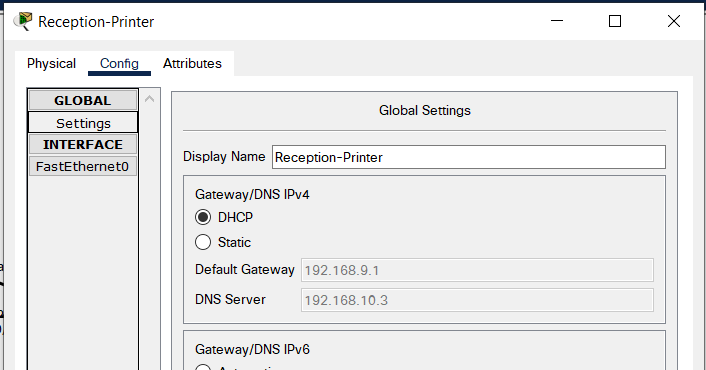 Reception-Printer
Physical Config Attributes
GLOBAL
Settings
INTERFACE
FastEthernet0
Global Settings
Display Name Reception-Printer
Gateway/DNS IPv4
DHCP
Static
Default Gateway 192.168.9.1
DNS Server 192.168.10.3
Gateway/DNS IPv6